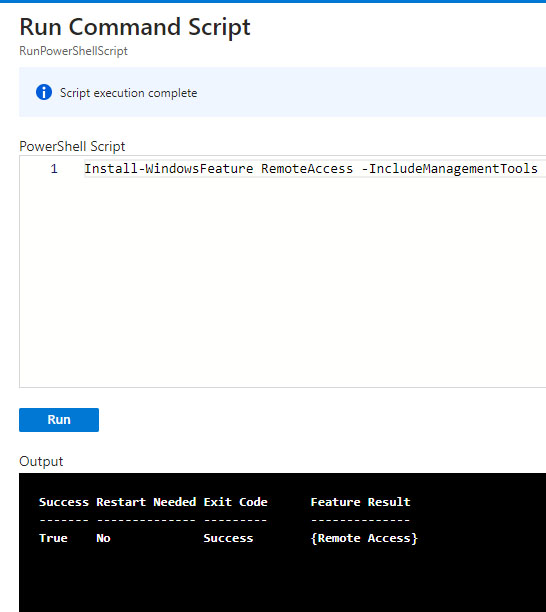 Run Command Script
RunPowerShellScript
Script execution complete
PowerShell Script
1 Install-WindowsFeature RemoteAccess -IncludeManagementTools
Run
Output
Success Restart Needed Exit Code Feature Result
------- -------------- --------- --------------
True No Success {Remote Access}